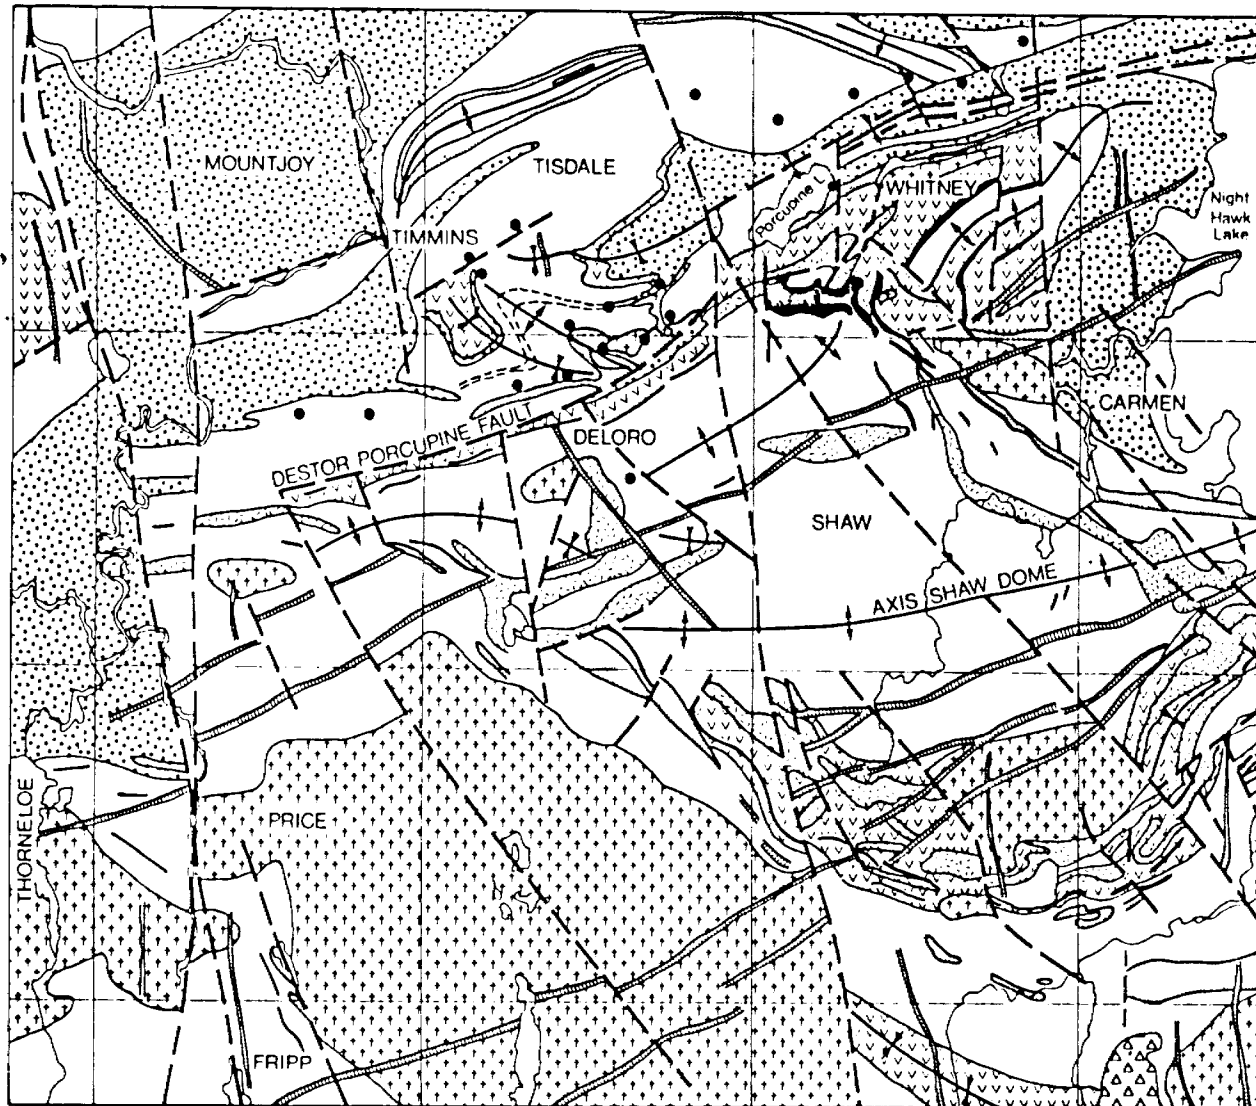 MOUNTJOY
TISDALE
WHITNEY
Porcupine L.
Night
Hawk
Lake
TIMMINS
CARMEN
DESTOR PORCUPINE FAULT
DELORO
SHAW
AXIS SHAW DOME
THORNELOE
PRICE
FRIPP